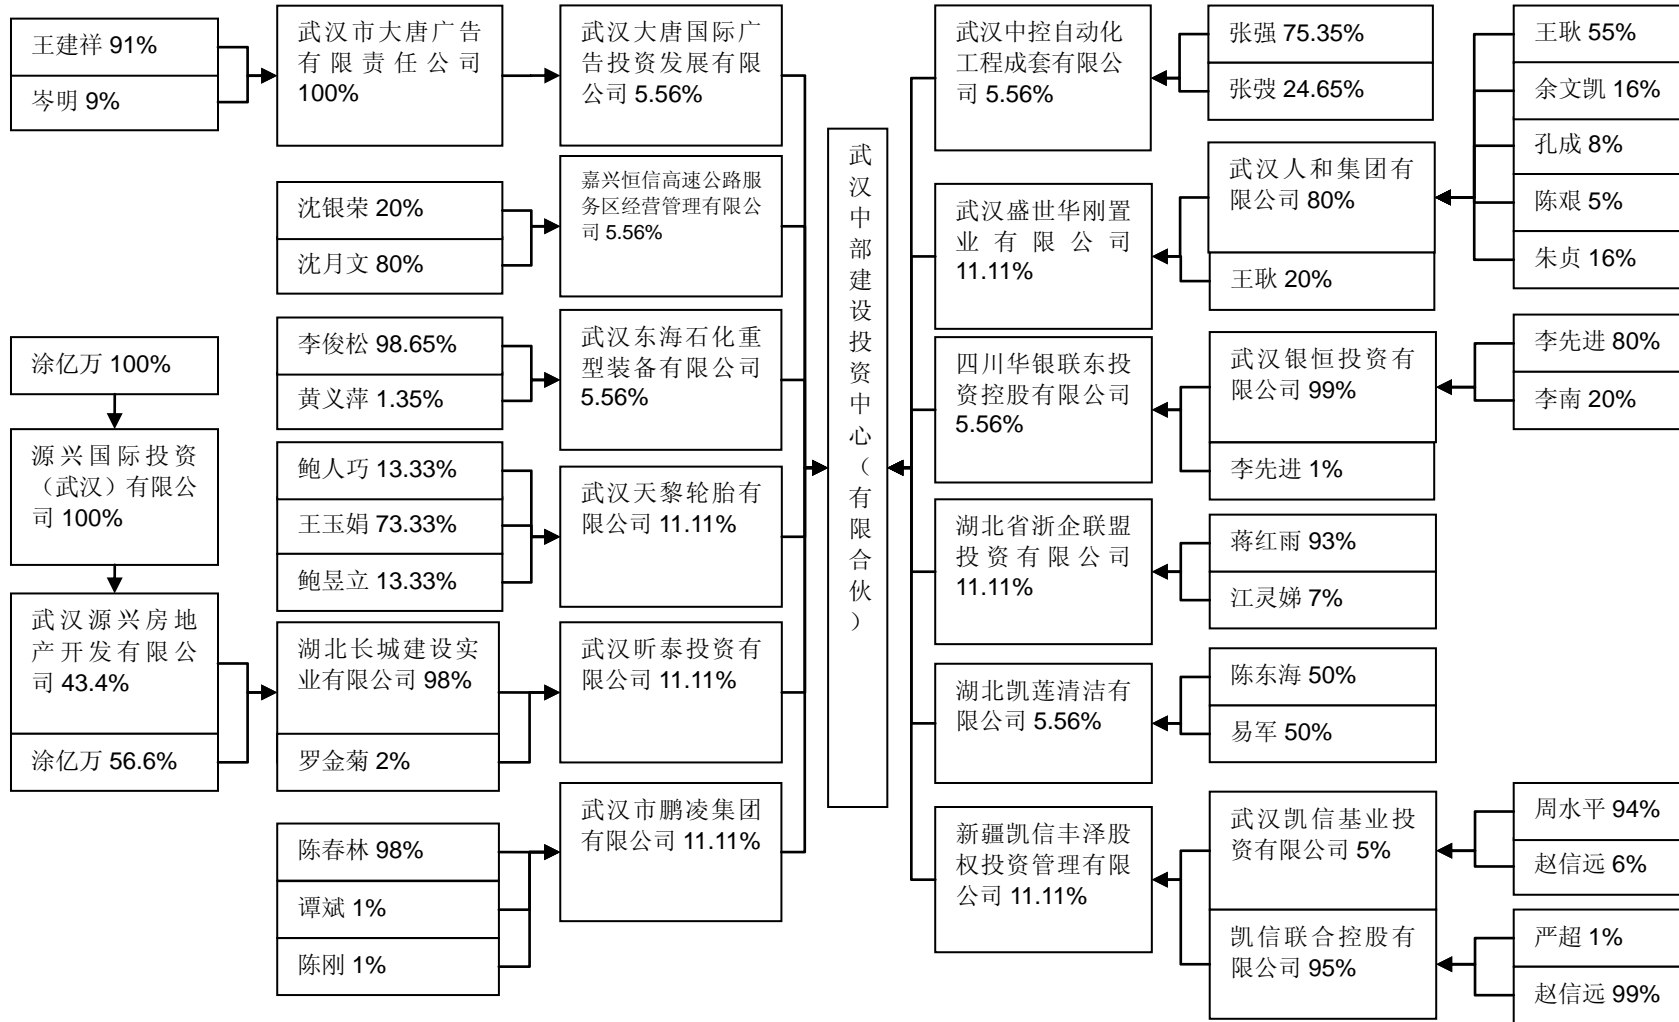 王建祥 91%
岑明 9%
武汉市大唐广告
有限责任公司
100%
武汉大唐国际广
告投资发展有限
公司 5.56%
沈银荣 20%
沈月文 80%
嘉兴恒信高速公路服
务区经营管理有限公
司 5.56%
李俊松 98.65%
黄义萍 1.35%
武汉东海石化重
型装备有限公司
5.56%
鲍人巧 13.33%
王玉娟 73.33%
鲍昱立 13.33%
武汉天黎轮胎有
限公司 11.11%
涂亿万 100%
源兴国际投资
（武汉）有限公
司 100%
武汉源兴房地
产开发有限公
司 43.4%
涂亿万 56.6%
湖北长城建设实
业有限公司 98%
罗金菊 2%
武汉昕泰投资有
限公司 11.11%
陈春林 98%
谭斌 1%
陈刚 1%
武汉市鹏凌集团
有限公司 11.11%
武汉中部建设投资中心（有限合伙）
武汉中控自动化
工程成套有限公
司 5.56%
张强 75.35%
张弢 24.65%
武汉盛世华刚置
业有限公司
11.11%
武汉人和集团有
限公司 80%
王耿 20%
王耿 55%
余文凯 16%
孔成 8%
陈艰 5%
朱贞 16%
四川华银联东投
资控股有限公司
5.56%
武汉银恒投资有
限公司 99%
李先进 1%
李先进 80%
李南 20%
湖北省浙企联盟
投资有限公司
11.11%
蒋红雨 93%
江灵娣 7%
湖北凯莲清洁有
限公司 5.56%
陈东海 50%
易军 50%
新疆凯信丰泽股
权投资管理有限
公司 11.11%
武汉凯信基业投
资有限公司 5%
凯信联合控股有
限公司 95%
周水平 94%
赵信远 6%
严超 1%
赵信远 99%